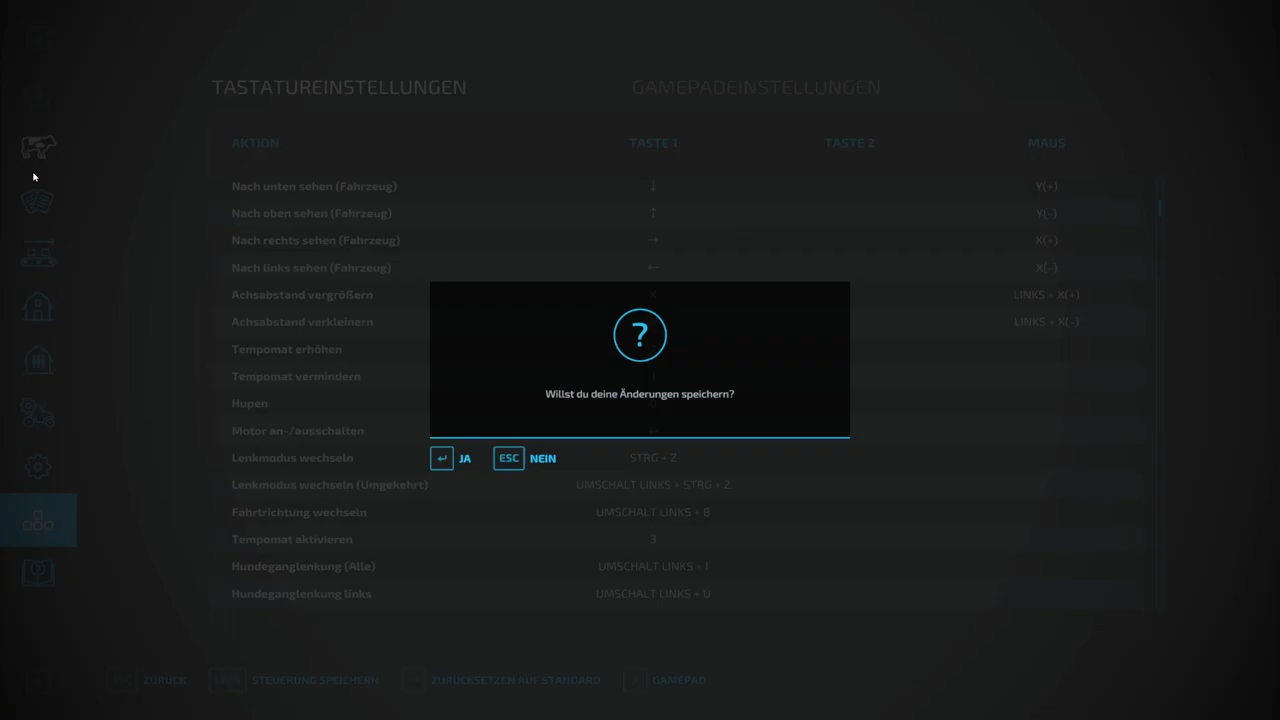 TASTATUREINSTELLUNGEN GAMEPADEINSTELLUNGEN
AKTION TASTE 1 TASTE 2 MAUS
Nach unten sehen (Fahrzeug) ↓ Y(+)
Nach oben sehen (Fahrzeug) ↑ Y(-)
Nach rechts sehen (Fahrzeug) → X(+)
Nach links sehen (Fahrzeug) ← X(-)
Achsabstand vergrößern LINKS + X(+)
Achsabstand verkleinern LINKS + X(-)
Tempomat erhöhen
Tempomat vermindern
Hupen
Motor an-/ausschalten
?
Willst du deine Änderungen speichern?
↵ JA ESC NEIN
Lenkmodus wechseln STRG + Z
Lenkmodus wechseln (Umgekehrt) UMSCHALT LINKS + STRG + Z
Fahrtrichtung wechseln UMSCHALT LINKS + B
Tempomat aktivieren 3
Hundeganglenkung (Alle) UMSCHALT LINKS + I
Hundeganglenkung links UMSCHALT LINKS + U
ZURÜCK STEUERUNG SPEICHERN ZURÜCKSETZEN AUF STANDARD GAMEPAD